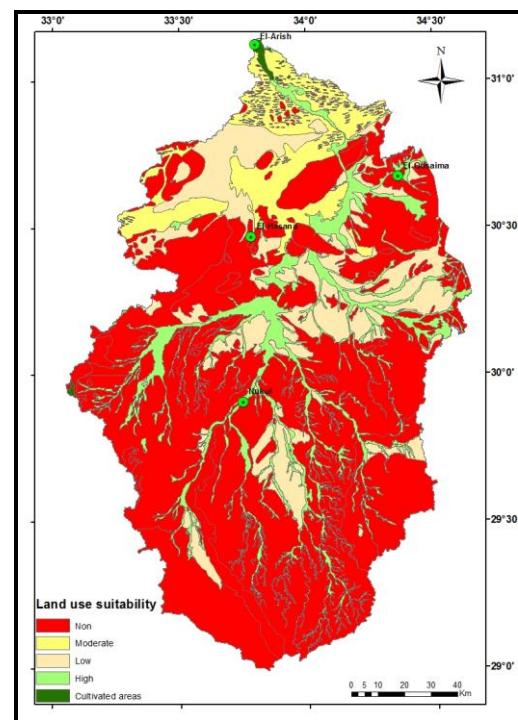 33°0' 33°30' 34°0' 34°30'
El-Arish
N
31°0'
El-Qusaima
El-Hasana
30°30'
30°0'
Nukul
29°30'
Land use suitability
Non
Moderate
Low
High
Cultivated areas
29°0'
0 5 10 20 30 40
Km